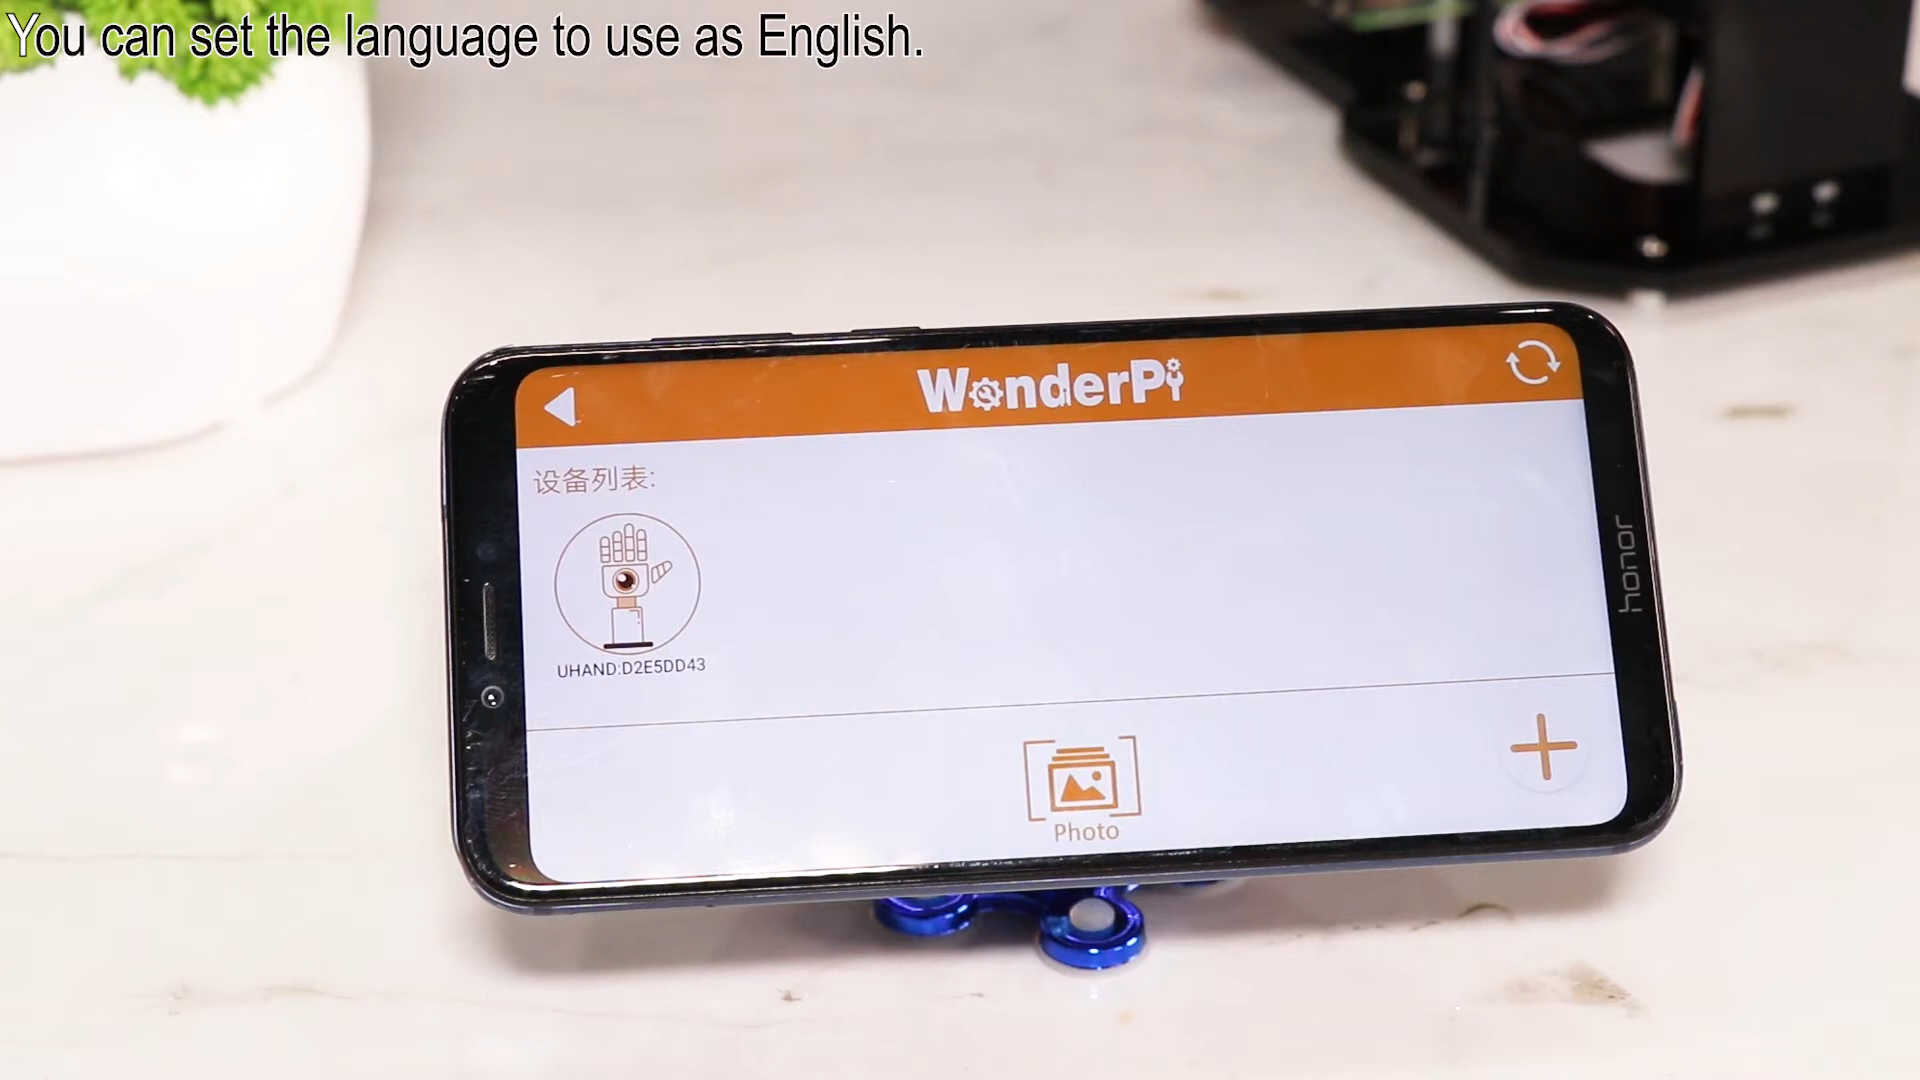 You can set the language to use as English.
WonderPi
设备列表:
UHAND:D2E5DD43
Photo
honor